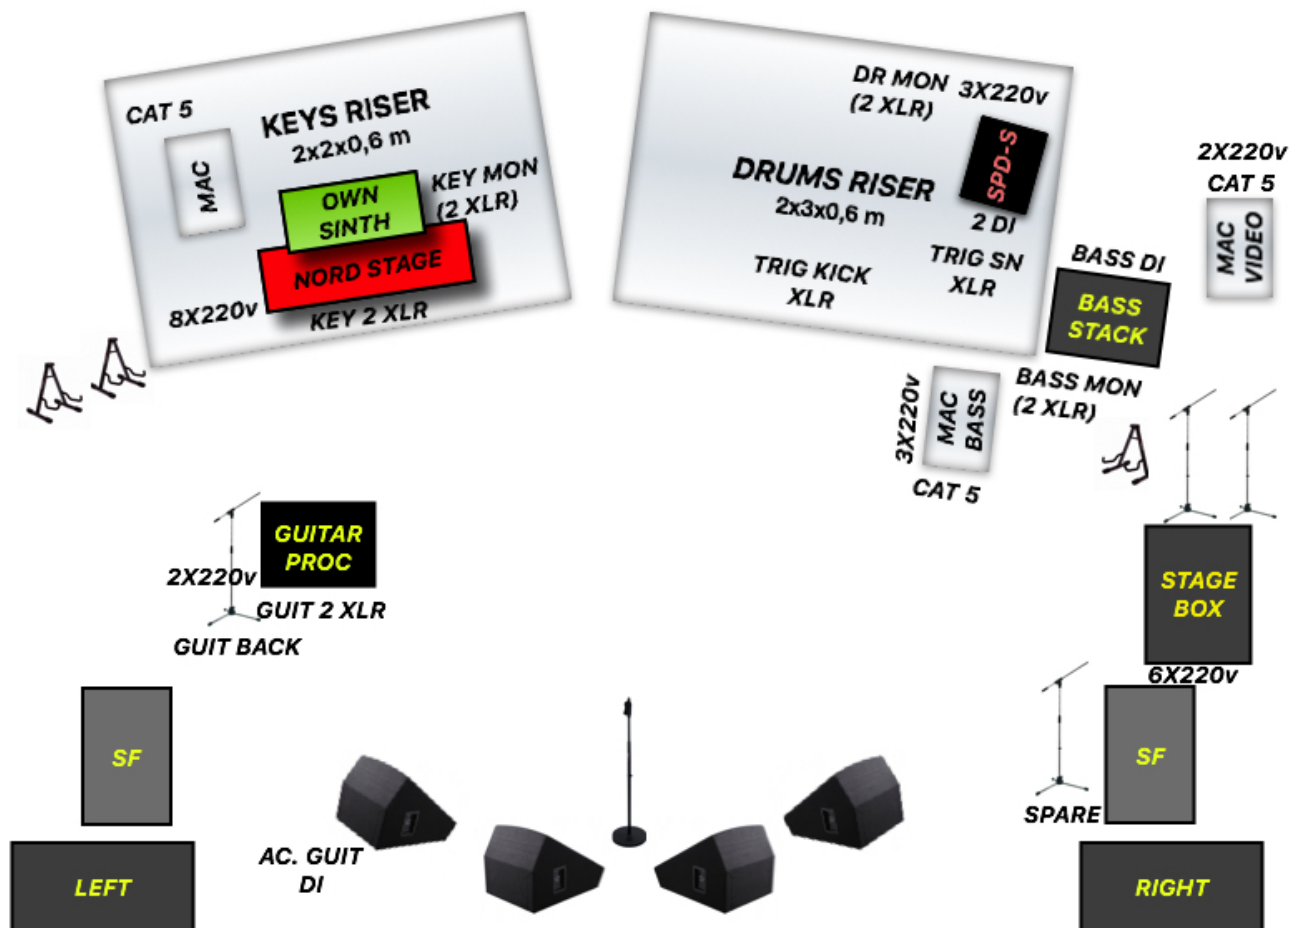 CAT 5
KEYS RISER
2x2x0,6 m
MAC
OWN
SINTH
KEY MON
(2 XLR)
NORD STAGE
8X220v
KEY 2 XLR
DR MON
(2 XLR)
3X220v
SPD-S
DRUMS RISER
2x3x0,6 m
2 DI
TRIG KICK
XLR
TRIG SN
XLR
2X220v
CAT 5
MAC
VIDEO
BASS DI
BASS
STACK
BASS MON
(2 XLR)
3X220v
MAC
BASS
CAT 5
GUITAR
PROC
2X220v
GUIT 2 XLR
GUIT BACK
STAGE
BOX
6X220v
SF
SF
SPARE
AC. GUIT
DI
LEFT
RIGHT